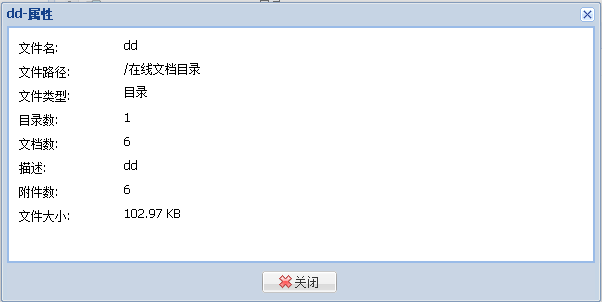 dd-属性
文件名: dd
文件路径: /在线文档目录
文件类型: 目录
目录数: 1
文档数: 6
描述: dd
附件数: 6
文件大小: 102.97 KB
关闭